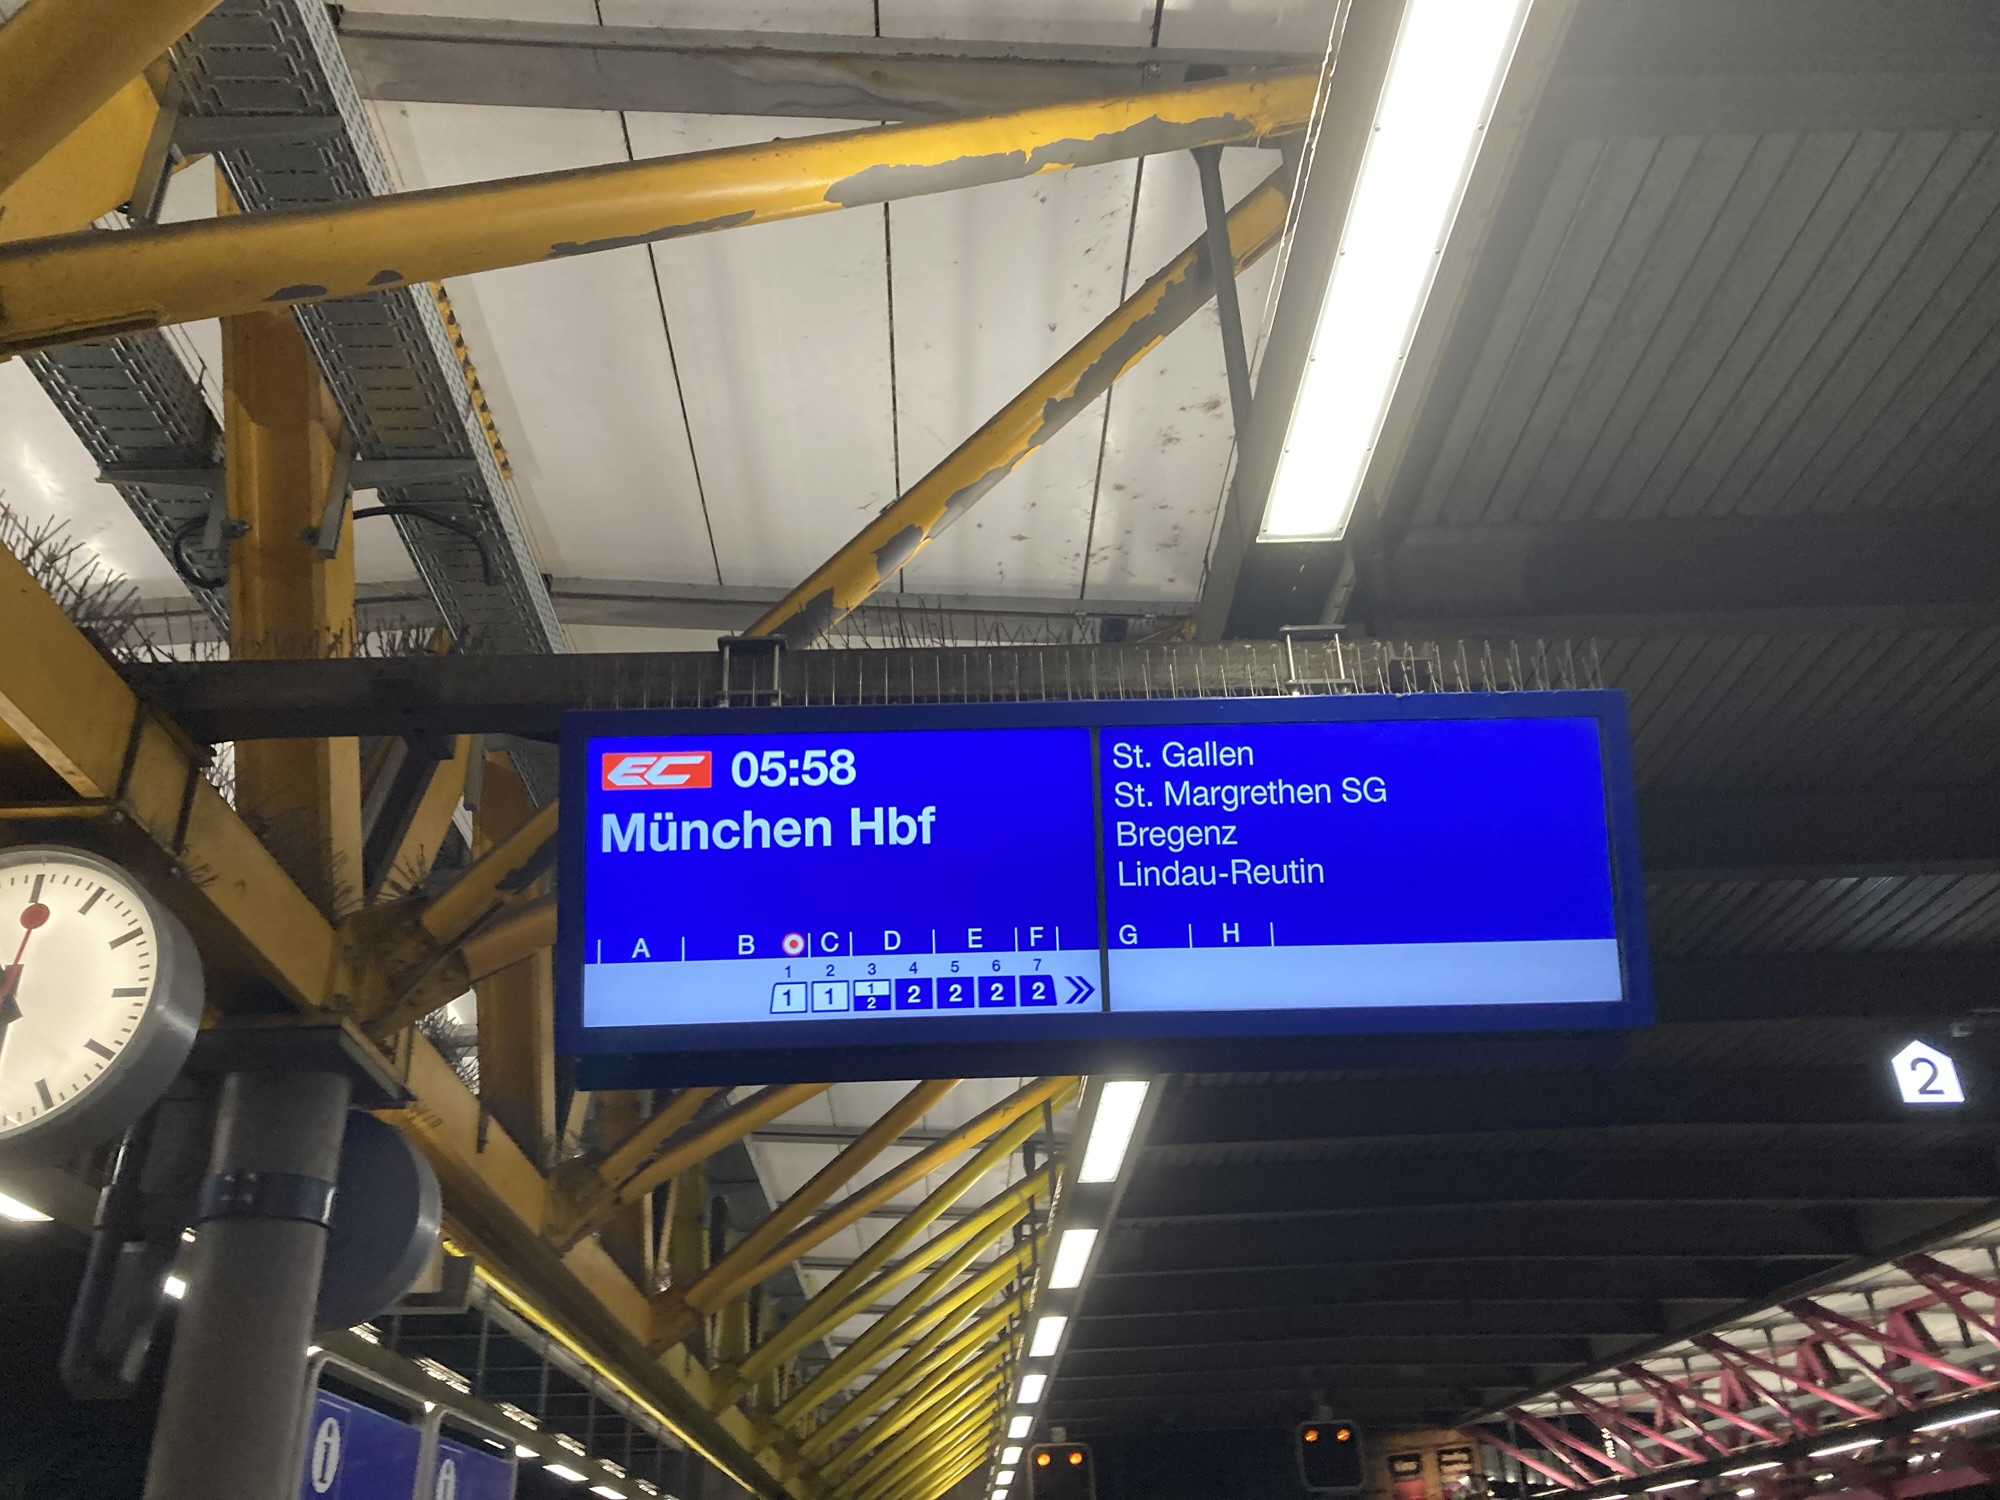 EC 05:58
München Hbf
St. Gallen
St. Margrethen SG
Bregenz
Lindau-Reutin
| A | B | C | D | E | F | G | H |
1 2 3 4 5 6 7
1 1 1 2 2 2 2 2
2
i